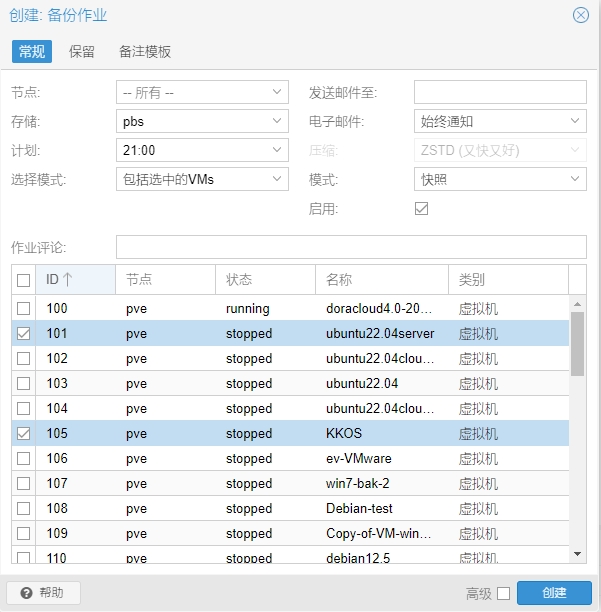 创建: 备份作业
常规 保留 备注模板
节点: -- 所有 -- 发送邮件至:
存储: pbs 电子邮件: 始终通知
计划: 21:00 压缩: ZSTD (又快又好)
选择模式: 包括选中的VMs 模式: 快照
启用:
作业评论:
ID 节点 状态 名称 类别
100 pve running doracloud4.0-20... 虚拟机
101 pve stopped ubuntu22.04server 虚拟机
102 pve stopped ubuntu22.04clou... 虚拟机
103 pve stopped ubuntu22.04 虚拟机
104 pve stopped ubuntu22.04clou... 虚拟机
105 pve stopped KKOS 虚拟机
106 pve stopped ev-VMware 虚拟机
107 pve stopped win7-bak-2 虚拟机
108 pve stopped Debian-test 虚拟机
109 pve stopped Copy-of-VM-win... 虚拟机
110 pve stopped debian12.5 虚拟机
帮助 高级 创建